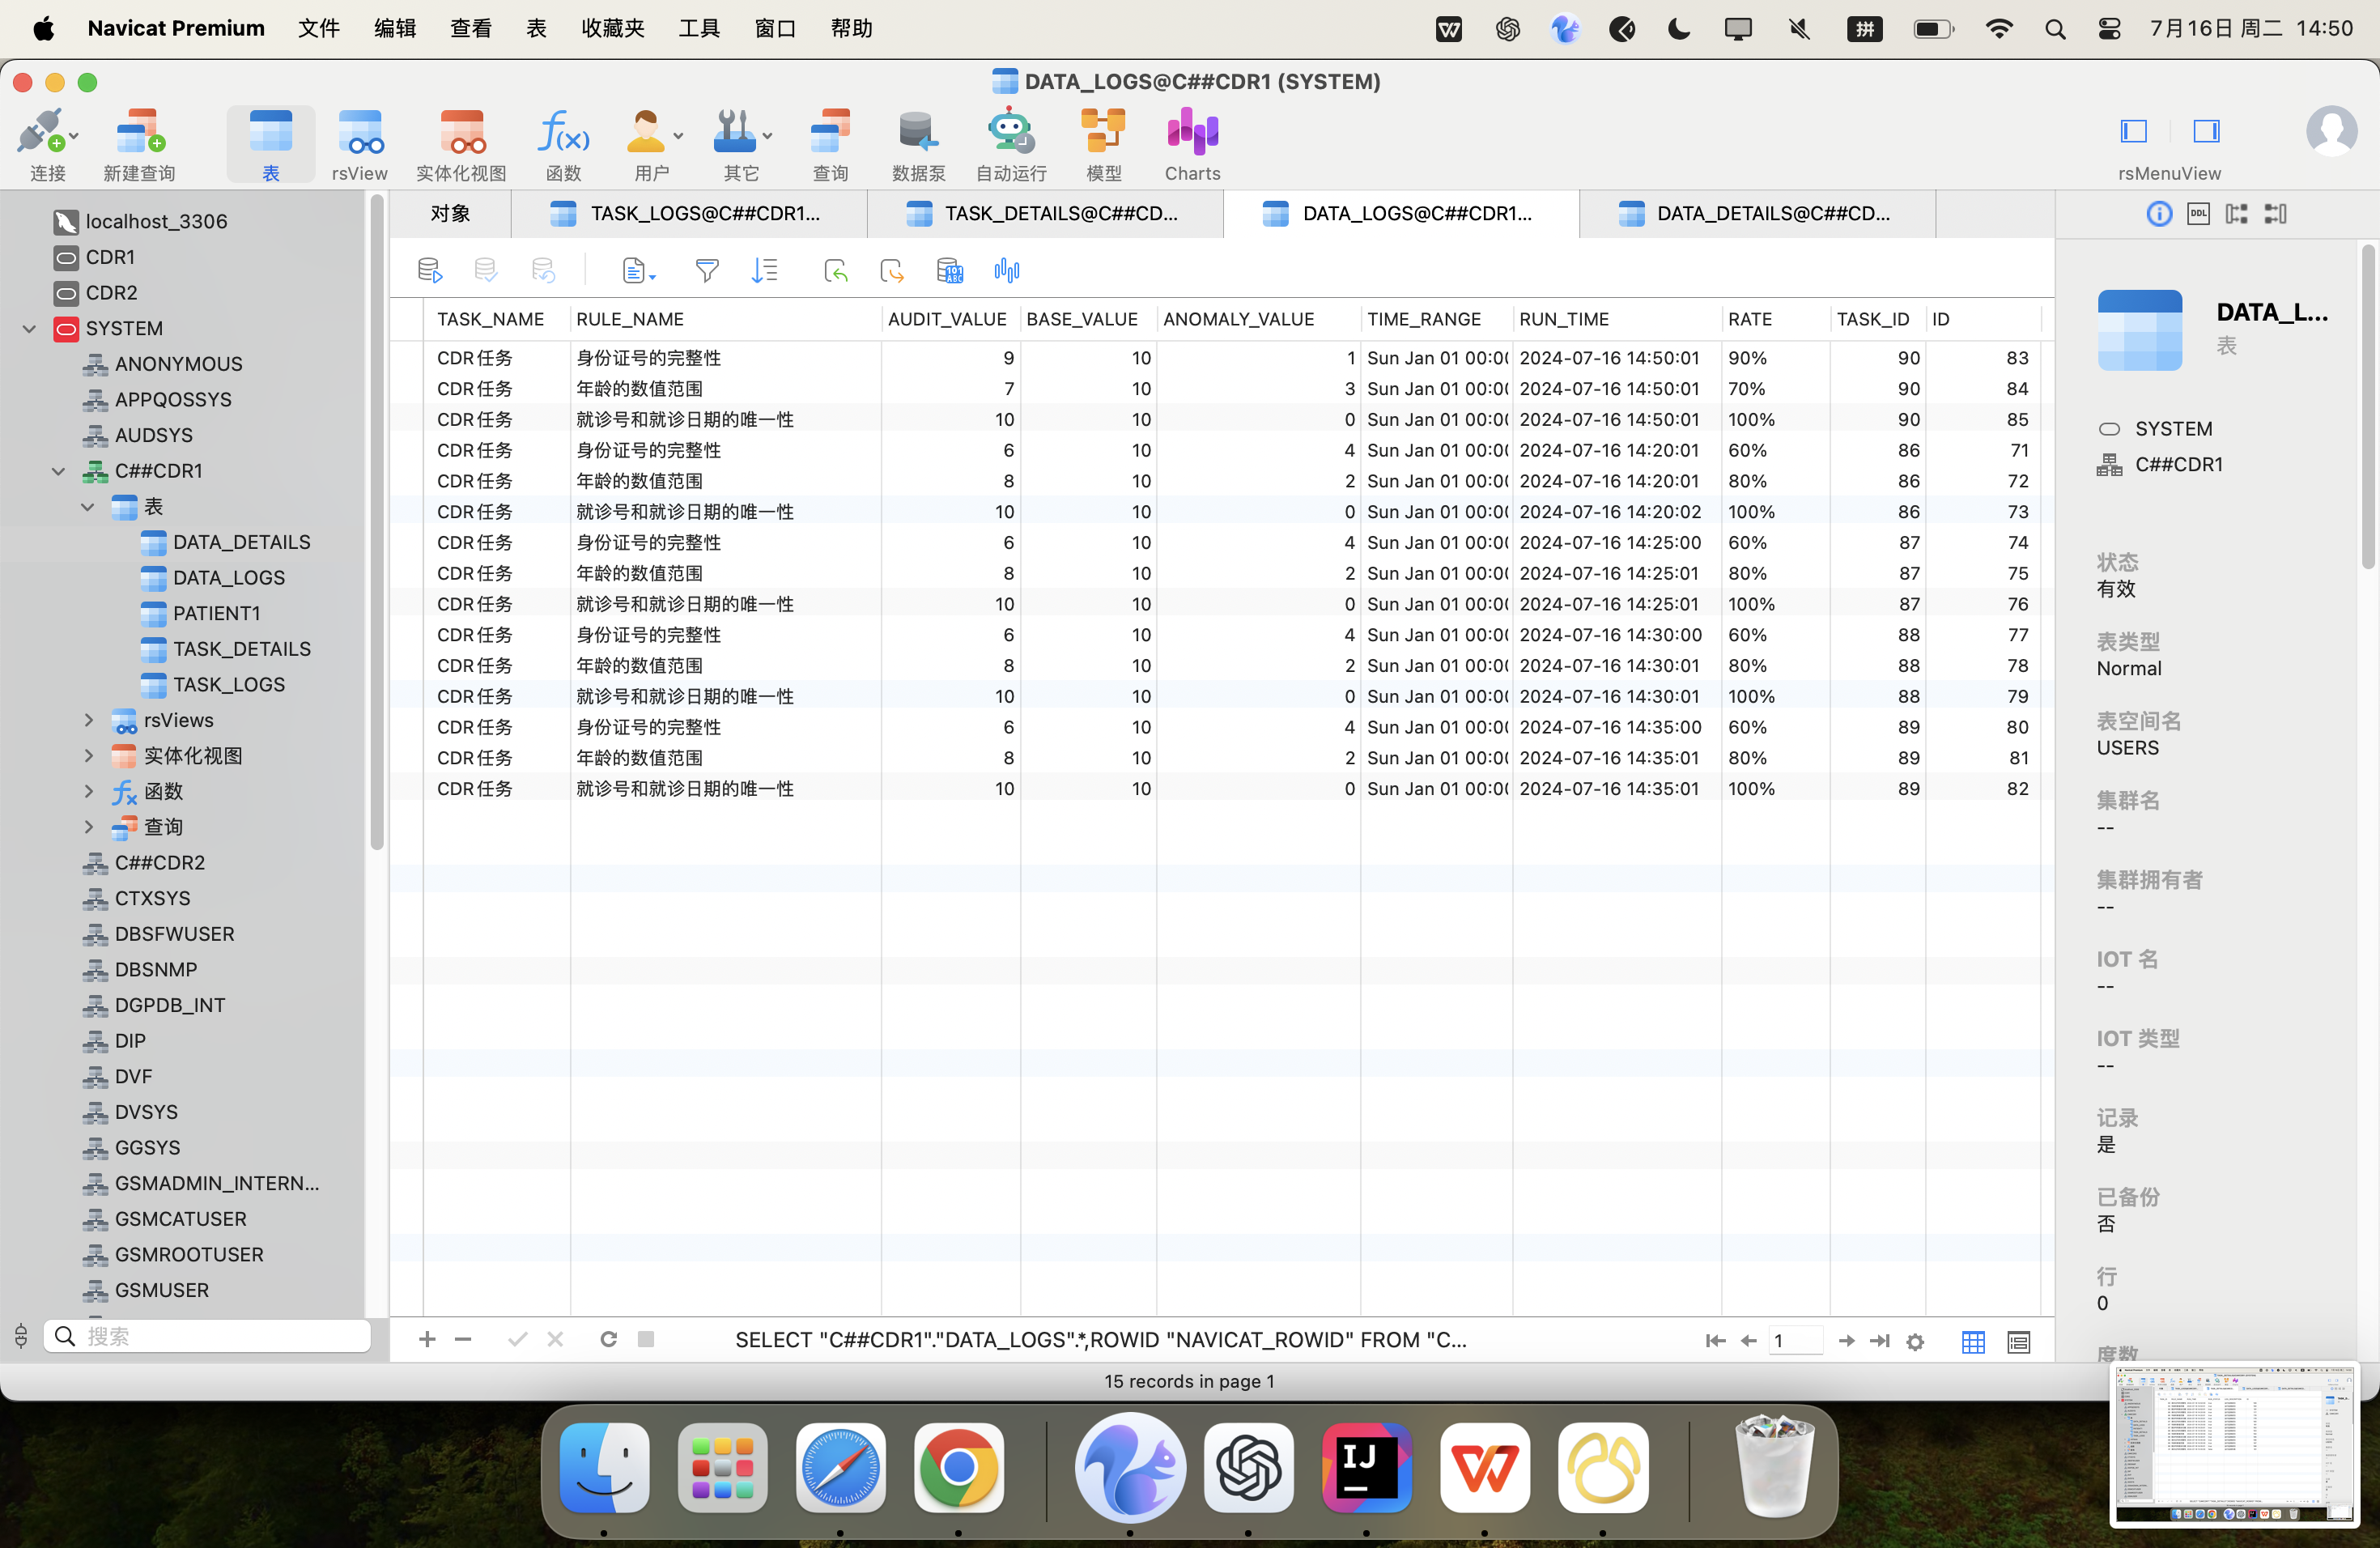 Navicat Premium 文件 编辑 查看 表 收藏夹 工具 窗口 帮助 拼 7月16日 周二 14:50
DATA_LOGS@C##CDR1 (SYSTEM)
连接 新建查询 表 rsView 实体化视图 函数 用户 其它 查询 数据泵 自动运行 模型 Charts rsMenuView
localhost_3306
CDR1
CDR2
SYSTEM
ANONYMOUS
APPQOSSYS
AUDSYS
C##CDR1
表
DATA_DETAILS
DATA_LOGS
PATIENT1
TASK_DETAILS
TASK_LOGS
rsViews
实体化视图
函数
查询
C##CDR2
CTXSYS
DBSFWUSER
DBSNMP
DGPDB_INT
DIP
DVF
DVSYS
GGSYS
GSMADMIN_INTERN...
GSMCATUSER
GSMROOTUSER
GSMUSER
搜索
对象 TASK_LOGS@C##CDR1... TASK_DETAILS@C##CD... DATA_LOGS@C##CDR1... DATA_DETAILS@C##CD...
TASK_NAME RULE_NAME AUDIT_VALUE BASE_VALUE ANOMALY_VALUE TIME_RANGE RUN_TIME RATE TASK_ID ID
CDR任务 身份证号的完整性 9 10 1 Sun Jan 01 00:0( 2024-07-16 14:50:01 90% 90 83
CDR任务 年龄的数值范围 7 10 3 Sun Jan 01 00:0( 2024-07-16 14:50:01 70% 90 84
CDR任务 就诊号和就诊日期的唯一性 10 10 0 Sun Jan 01 00:0( 2024-07-16 14:50:01 100% 90 85
CDR任务 身份证号的完整性 6 10 4 Sun Jan 01 00:0( 2024-07-16 14:20:01 60% 86 71
CDR任务 年龄的数值范围 8 10 2 Sun Jan 01 00:0( 2024-07-16 14:20:01 80% 86 72
CDR任务 就诊号和就诊日期的唯一性 10 10 0 Sun Jan 01 00:0( 2024-07-16 14:20:02 100% 86 73
CDR任务 身份证号的完整性 6 10 4 Sun Jan 01 00:0( 2024-07-16 14:25:00 60% 87 74
CDR任务 年龄的数值范围 8 10 2 Sun Jan 01 00:0( 2024-07-16 14:25:01 80% 87 75
CDR任务 就诊号和就诊日期的唯一性 10 10 0 Sun Jan 01 00:0( 2024-07-16 14:25:01 100% 87 76
CDR任务 身份证号的完整性 6 10 4 Sun Jan 01 00:0( 2024-07-16 14:30:00 60% 88 77
CDR任务 年龄的数值范围 8 10 2 Sun Jan 01 00:0( 2024-07-16 14:30:01 80% 88 78
CDR任务 就诊号和就诊日期的唯一性 10 10 0 Sun Jan 01 00:0( 2024-07-16 14:30:01 100% 88 79
CDR任务 身份证号的完整性 6 10 4 Sun Jan 01 00:0( 2024-07-16 14:35:00 60% 89 80
CDR任务 年龄的数值范围 8 10 2 Sun Jan 01 00:0( 2024-07-16 14:35:01 80% 89 81
CDR任务 就诊号和就诊日期的唯一性 10 10 0 Sun Jan 01 00:0( 2024-07-16 14:35:01 100% 89 82
SELECT "C##CDR1"."DATA_LOGS".*,ROWID "NAVICAT_ROWID" FROM "C... 1
15 records in page 1
DDL
DATA_L...
表
SYSTEM
C##CDR1
状态
有效
表类型
Normal
表空间名
USERS
集群名
--
集群拥有者
--
IOT 名
--
IOT 类型
--
记录
是
已备份
否
行
0
度数
IJ